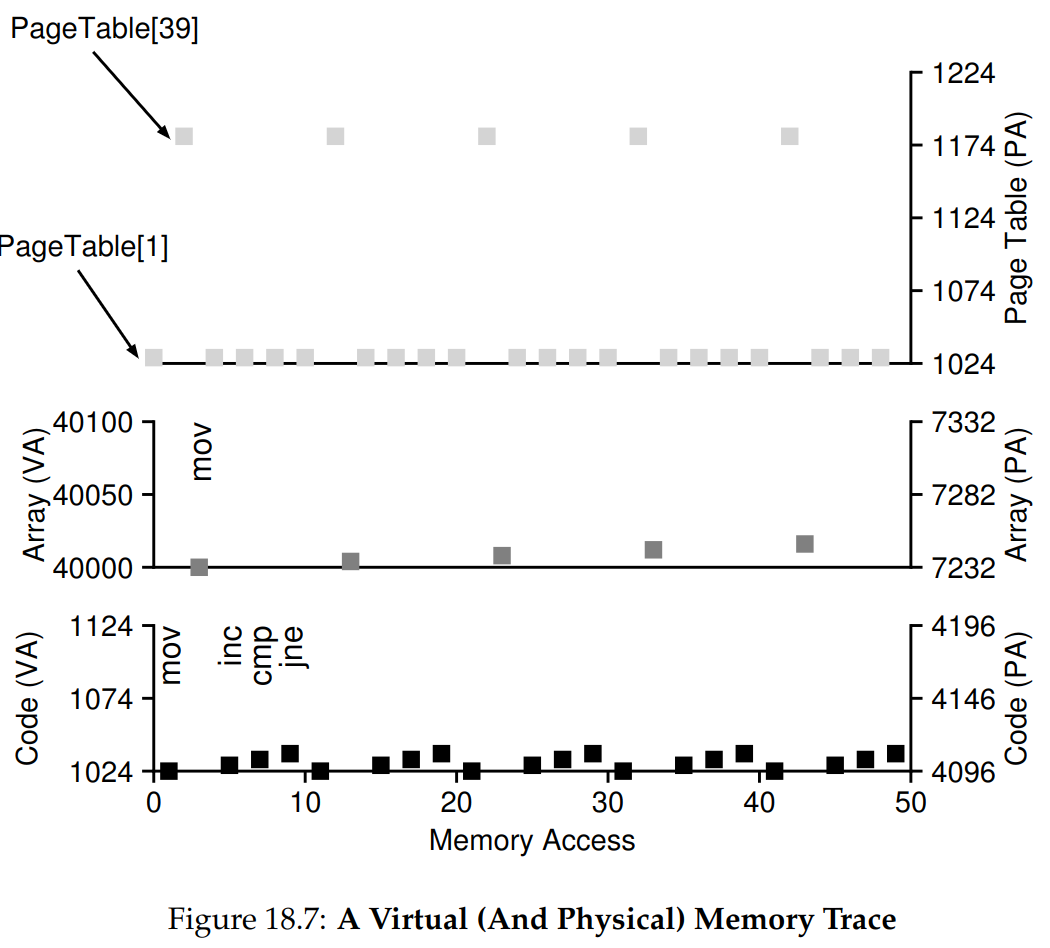 PageTable[39]
PageTable[1]
1224
1174
1124
1074
1024
Page Table (PA)
40100
40050
40000
Array (VA)
mov
7332
7282
7232
Array (PA)
1124
1074
1024
Code (VA)
mov
inc
cmp
jne
4196
4146
4096
Code (PA)
0 10 20 30 40 50
Memory Access
Figure 18.7: A Virtual (And Physical) Memory Trace